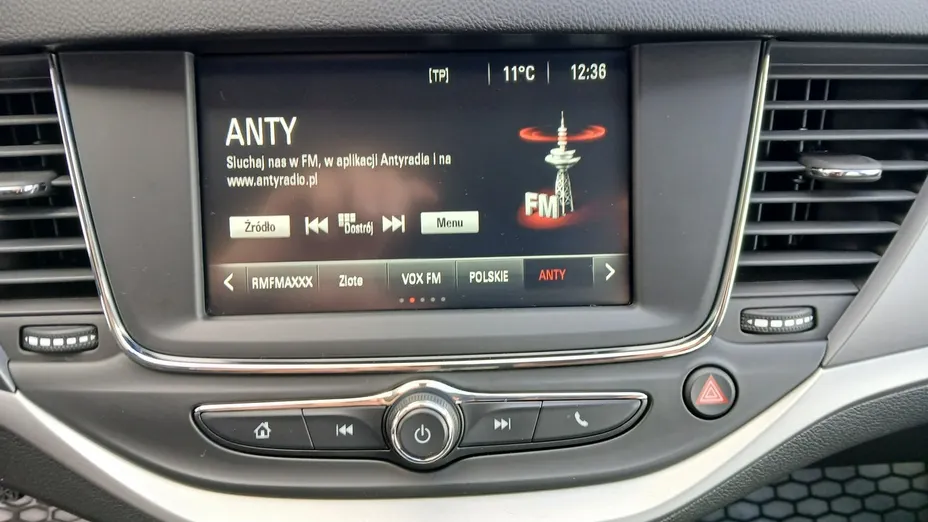 [TP] 11°C 12:36
ANTY
Słuchaj nas w FM, w aplikacji Antyradia i na
www.antyradio.pl
FM
Źródło Dostrój Menu
RMFMAXXX Zlote VOX FM POLSKIE ANTY